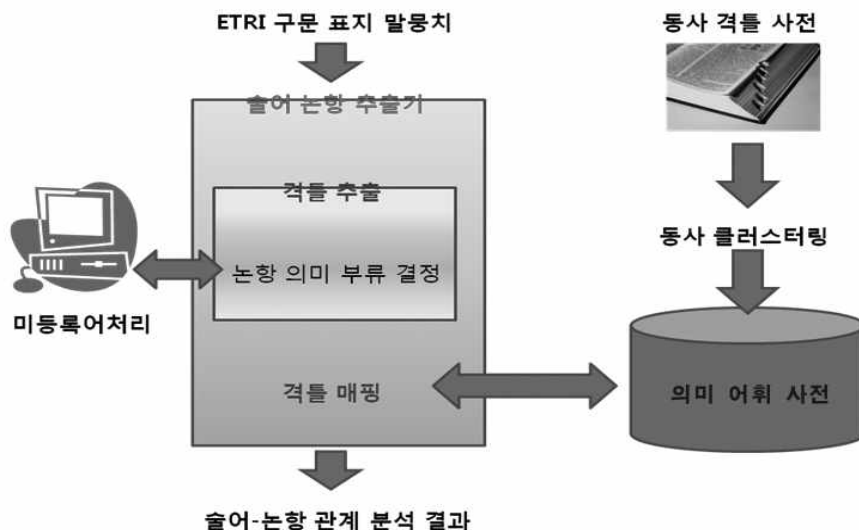 ETRI 구문 표지 말뭉치
동사 격틀 사전
술어 논항 추출기
격틀 추출
논항 의미 부류 결정
동사 클러스터링
미등록어처리
격틀 매핑
의미 어휘 사전
술어-논항 관계 분석 결과